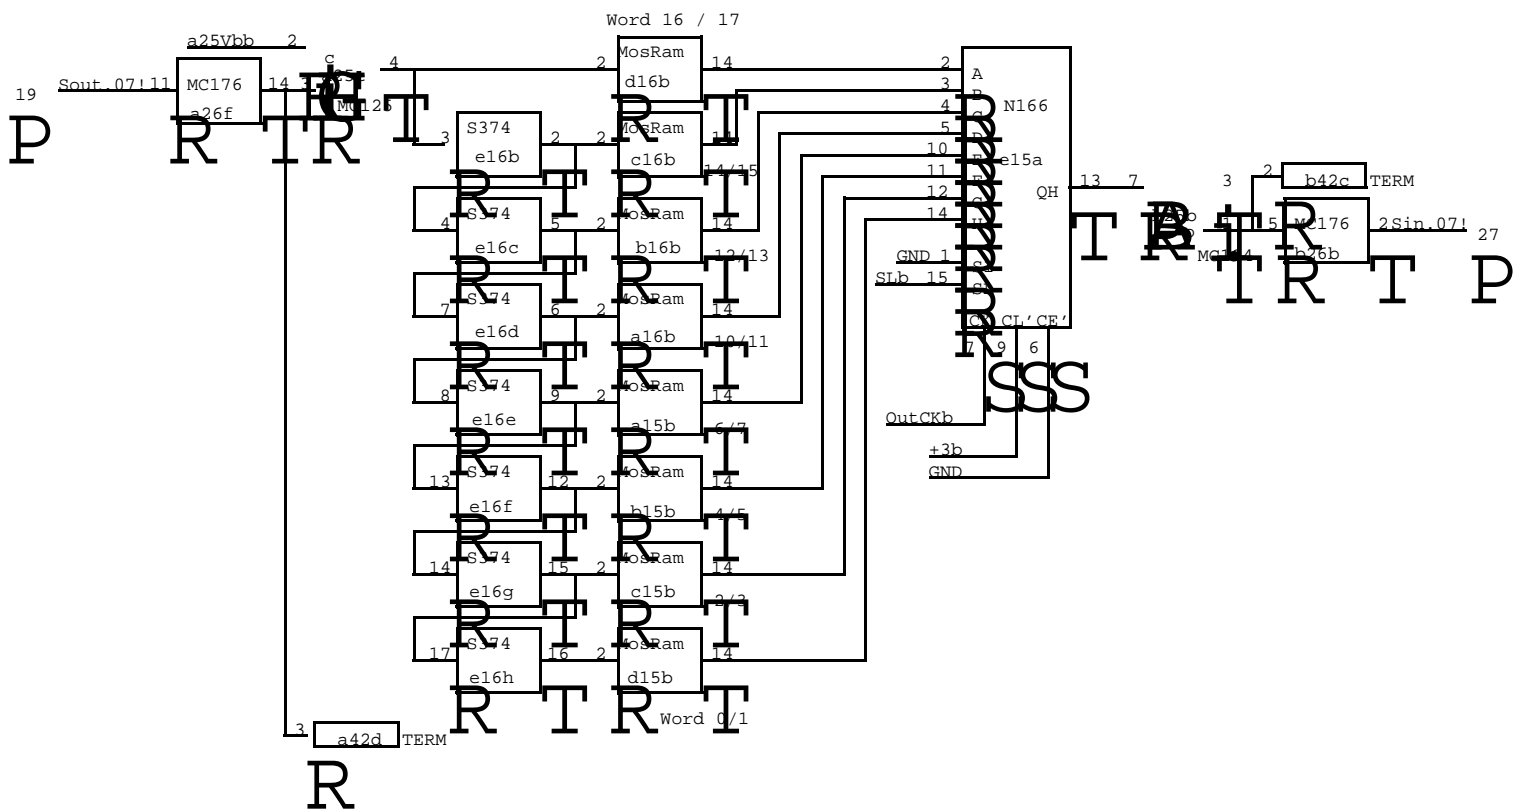 Word 16 / 17
a25Vbb 2
Sout.07! 11 MC176 14 3
a26f
19
P R T R T
c
MC125
4 2 MosRam 14 2 A
d16b
R T
3 B
4 N166
5
10 e15a
11
12
14
QH 13 7
GND 1
SLb 15
CL' CE'
7 9 6
S S S
OutCKb
+3b
GND
3 S374 2 2 MosRam 14
e16b c16b
R T R T
14/15
4 S374 5 2 MosRam 14
e16c b16b
R T R T
12/13
7 S374 6 2 MosRam 14
e16d a16b
R T R T
10/11
8 S374 9 2 MosRam 14
e16e a15b
R T R T
6/7
13 S374 12 2 MosRam 14
e16f b15b
R T R T
4/5
14 S374 15 2 MosRam 14
e16g c15b
R T R T
2/3
17 S374 16 2 MosRam 14
e16h d15b
R T R T
Word 0/1
3 a42d TERM
R
3 2 b42c TERM
R
5 MC176 2 Sin.07! 27
b26b
T R T R T P